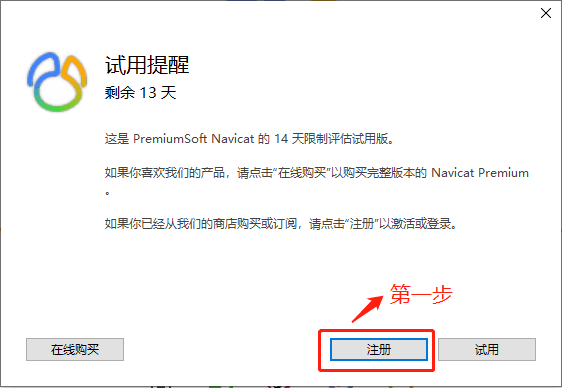 试用提醒
剩余 13 天
这是 PremiumSoft Navicat 的 14 天限制评估试用版。
如果你喜欢我们的产品，请点击“在线购买”以购买完整版本的 Navicat Premium
。
如果你已经从我们的商店购买或订阅，请点击“注册”以激活或登录。
第一步
在线购买
注册
试用